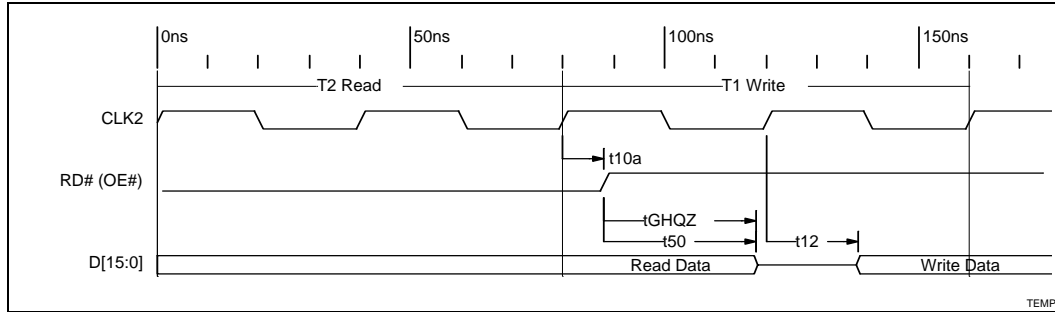 0ns 50ns 100ns 150ns
T2 Read T1 Write
CLK2
t10a
RD# (OE#)
tGHQZ
t50 t12
D[15:0] Read Data Write Data
TEMP